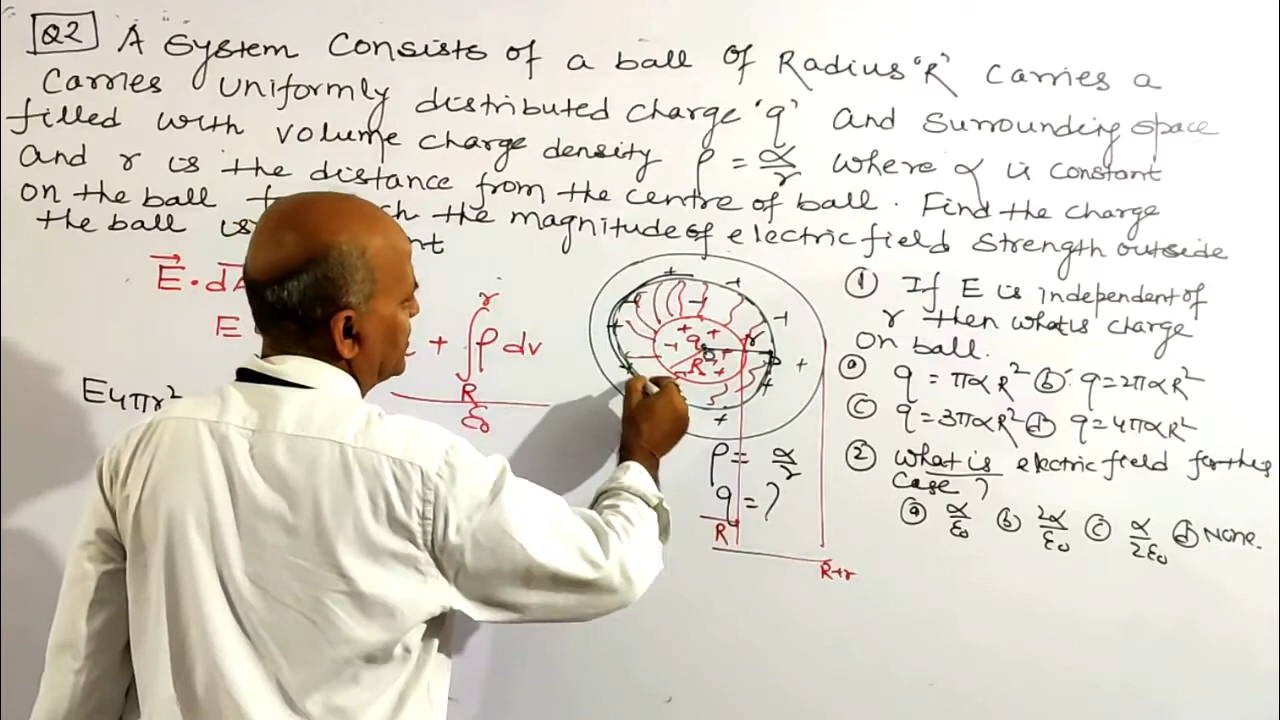 Q2 A System Consists of a ball of Radius 'R' Carries a
Carries uniformly distributed charge 'q' and surrounding space
filled with volume charge density ρ = α/r where α is constant
and r is the distance from the centre of ball. Find the charge
on the ball the magnitude of electric field strength outside
the ball is
E
E4πr²
+ ∫ ρ dv
r
R
ε₀
+ + + + + + + + + +
q
R
r
ρ = α/r
q = ?
R
R+r
① If E is independent of
r then what is charge
on ball.
ⓐ q = παR² ⓑ q = 2παR²
ⓒ q = 3παR² ⓓ q = 4παR²
② What is electric field for this
Case ?
ⓐ α/ε₀ ⓑ 2α/ε₀ ⓒ α/2ε₀ ⓓ None.